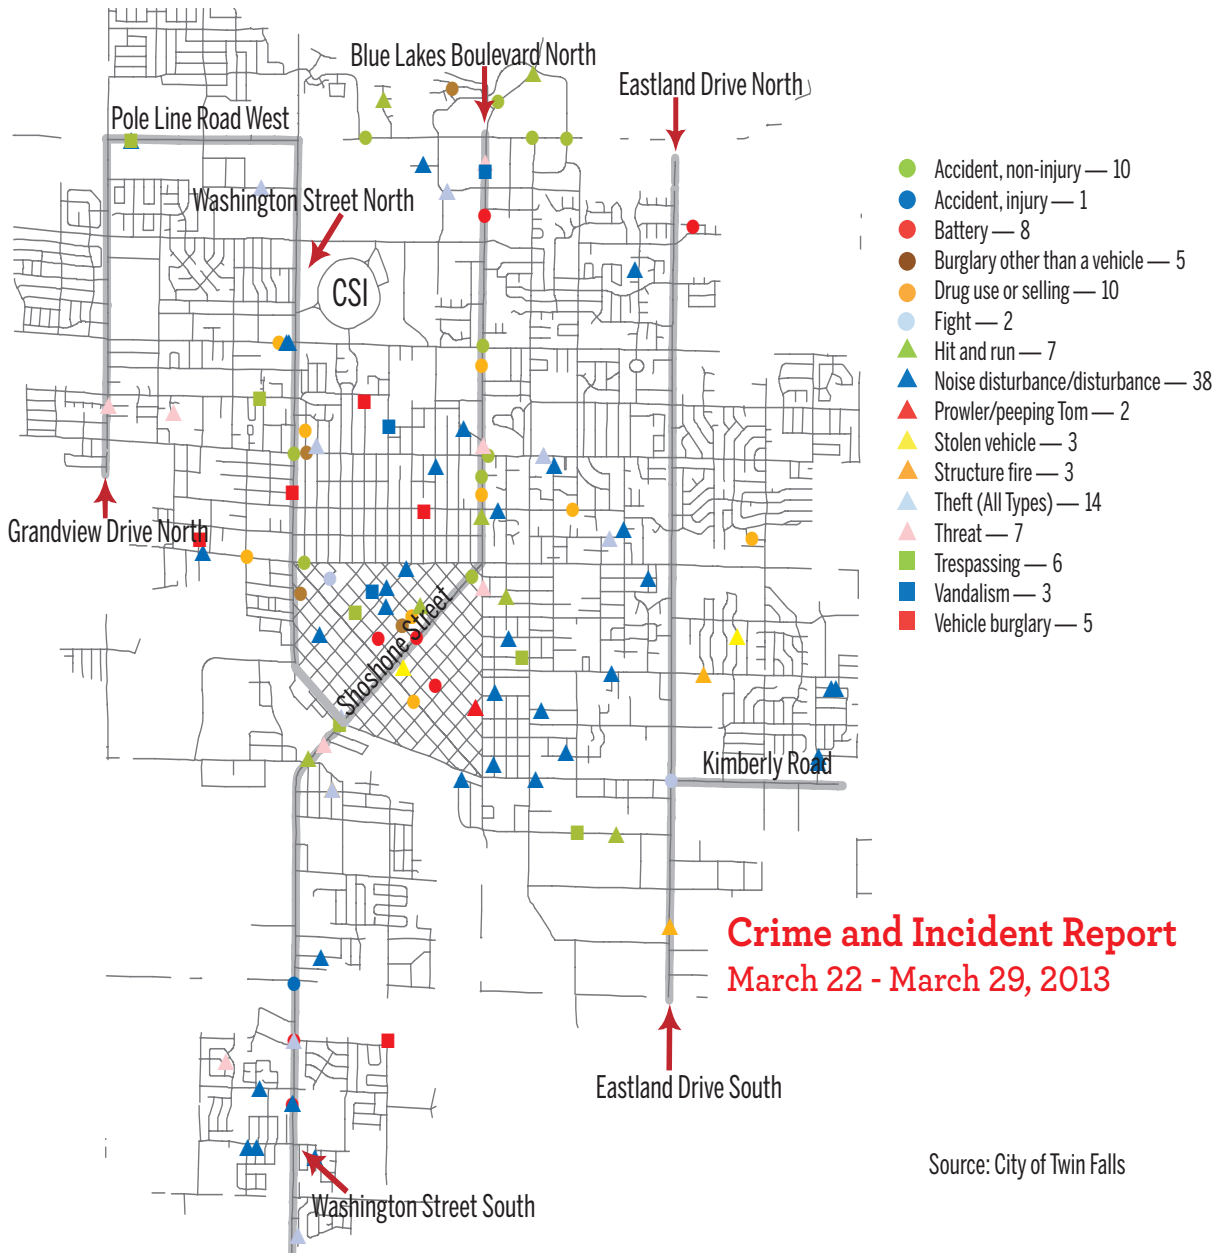 Blue Lakes Boulevard North
Eastland Drive North
Pole Line Road West
Washington Street North
CSI
Grandview Drive North
Shoshone Street
Kimberly Road
Eastland Drive South
Washington Street South
Accident, non-injury — 10
Accident, injury — 1
Battery — 8
Burglary other than a vehicle — 5
Drug use or selling — 10
Fight — 2
Hit and run — 7
Noise disturbance/disturbance — 38
Prowler/peeping Tom — 2
Stolen vehicle — 3
Structure fire — 3
Theft (All Types) — 14
Threat — 7
Trespassing — 6
Vandalism — 3
Vehicle burglary — 5
Crime and Incident Report
March 22 - March 29, 2013
Source: City of Twin Falls